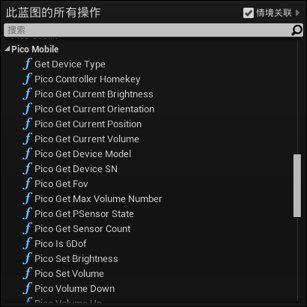 此蓝图的所有操作
情境关联
搜索
Pico Mobile
Get Device Type
Pico Controller Homekey
Pico Get Current Brightness
Pico Get Current Orientation
Pico Get Current Position
Pico Get Current Volume
Pico Get Device Model
Pico Get Device SN
Pico Get Fov
Pico Get Max Volume Number
Pico Get PSensor State
Pico Get Sensor Count
Pico Is 6Dof
Pico Set Brightness
Pico Set Volume
Pico Volume Down
Pico Volume Up